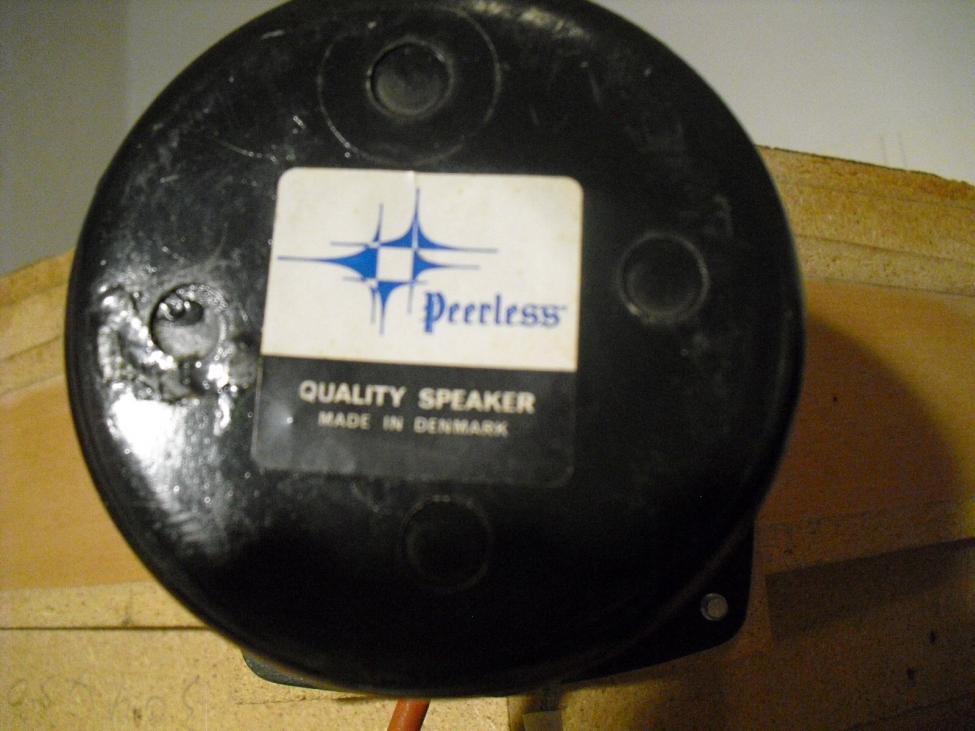 Peerless
QUALITY SPEAKER
MADE IN DENMARK